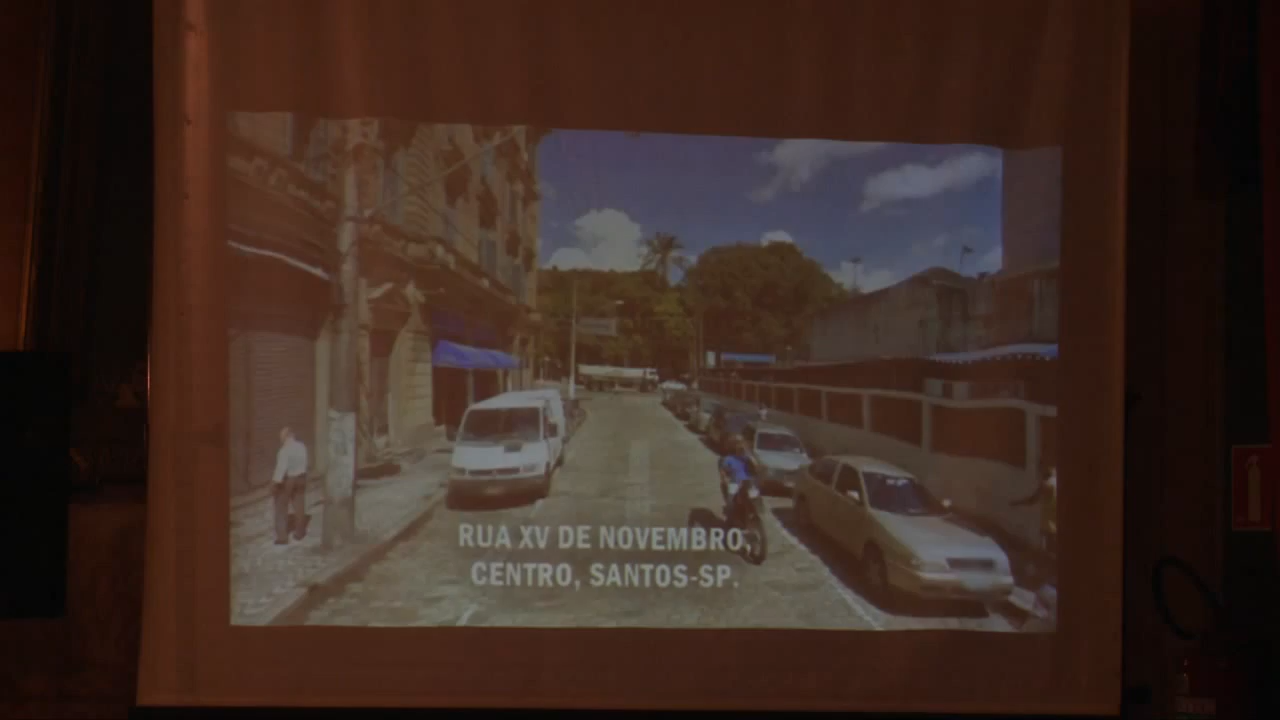 RUA XV DE NOVEMBRO,
CENTRO, SANTOS-SP.